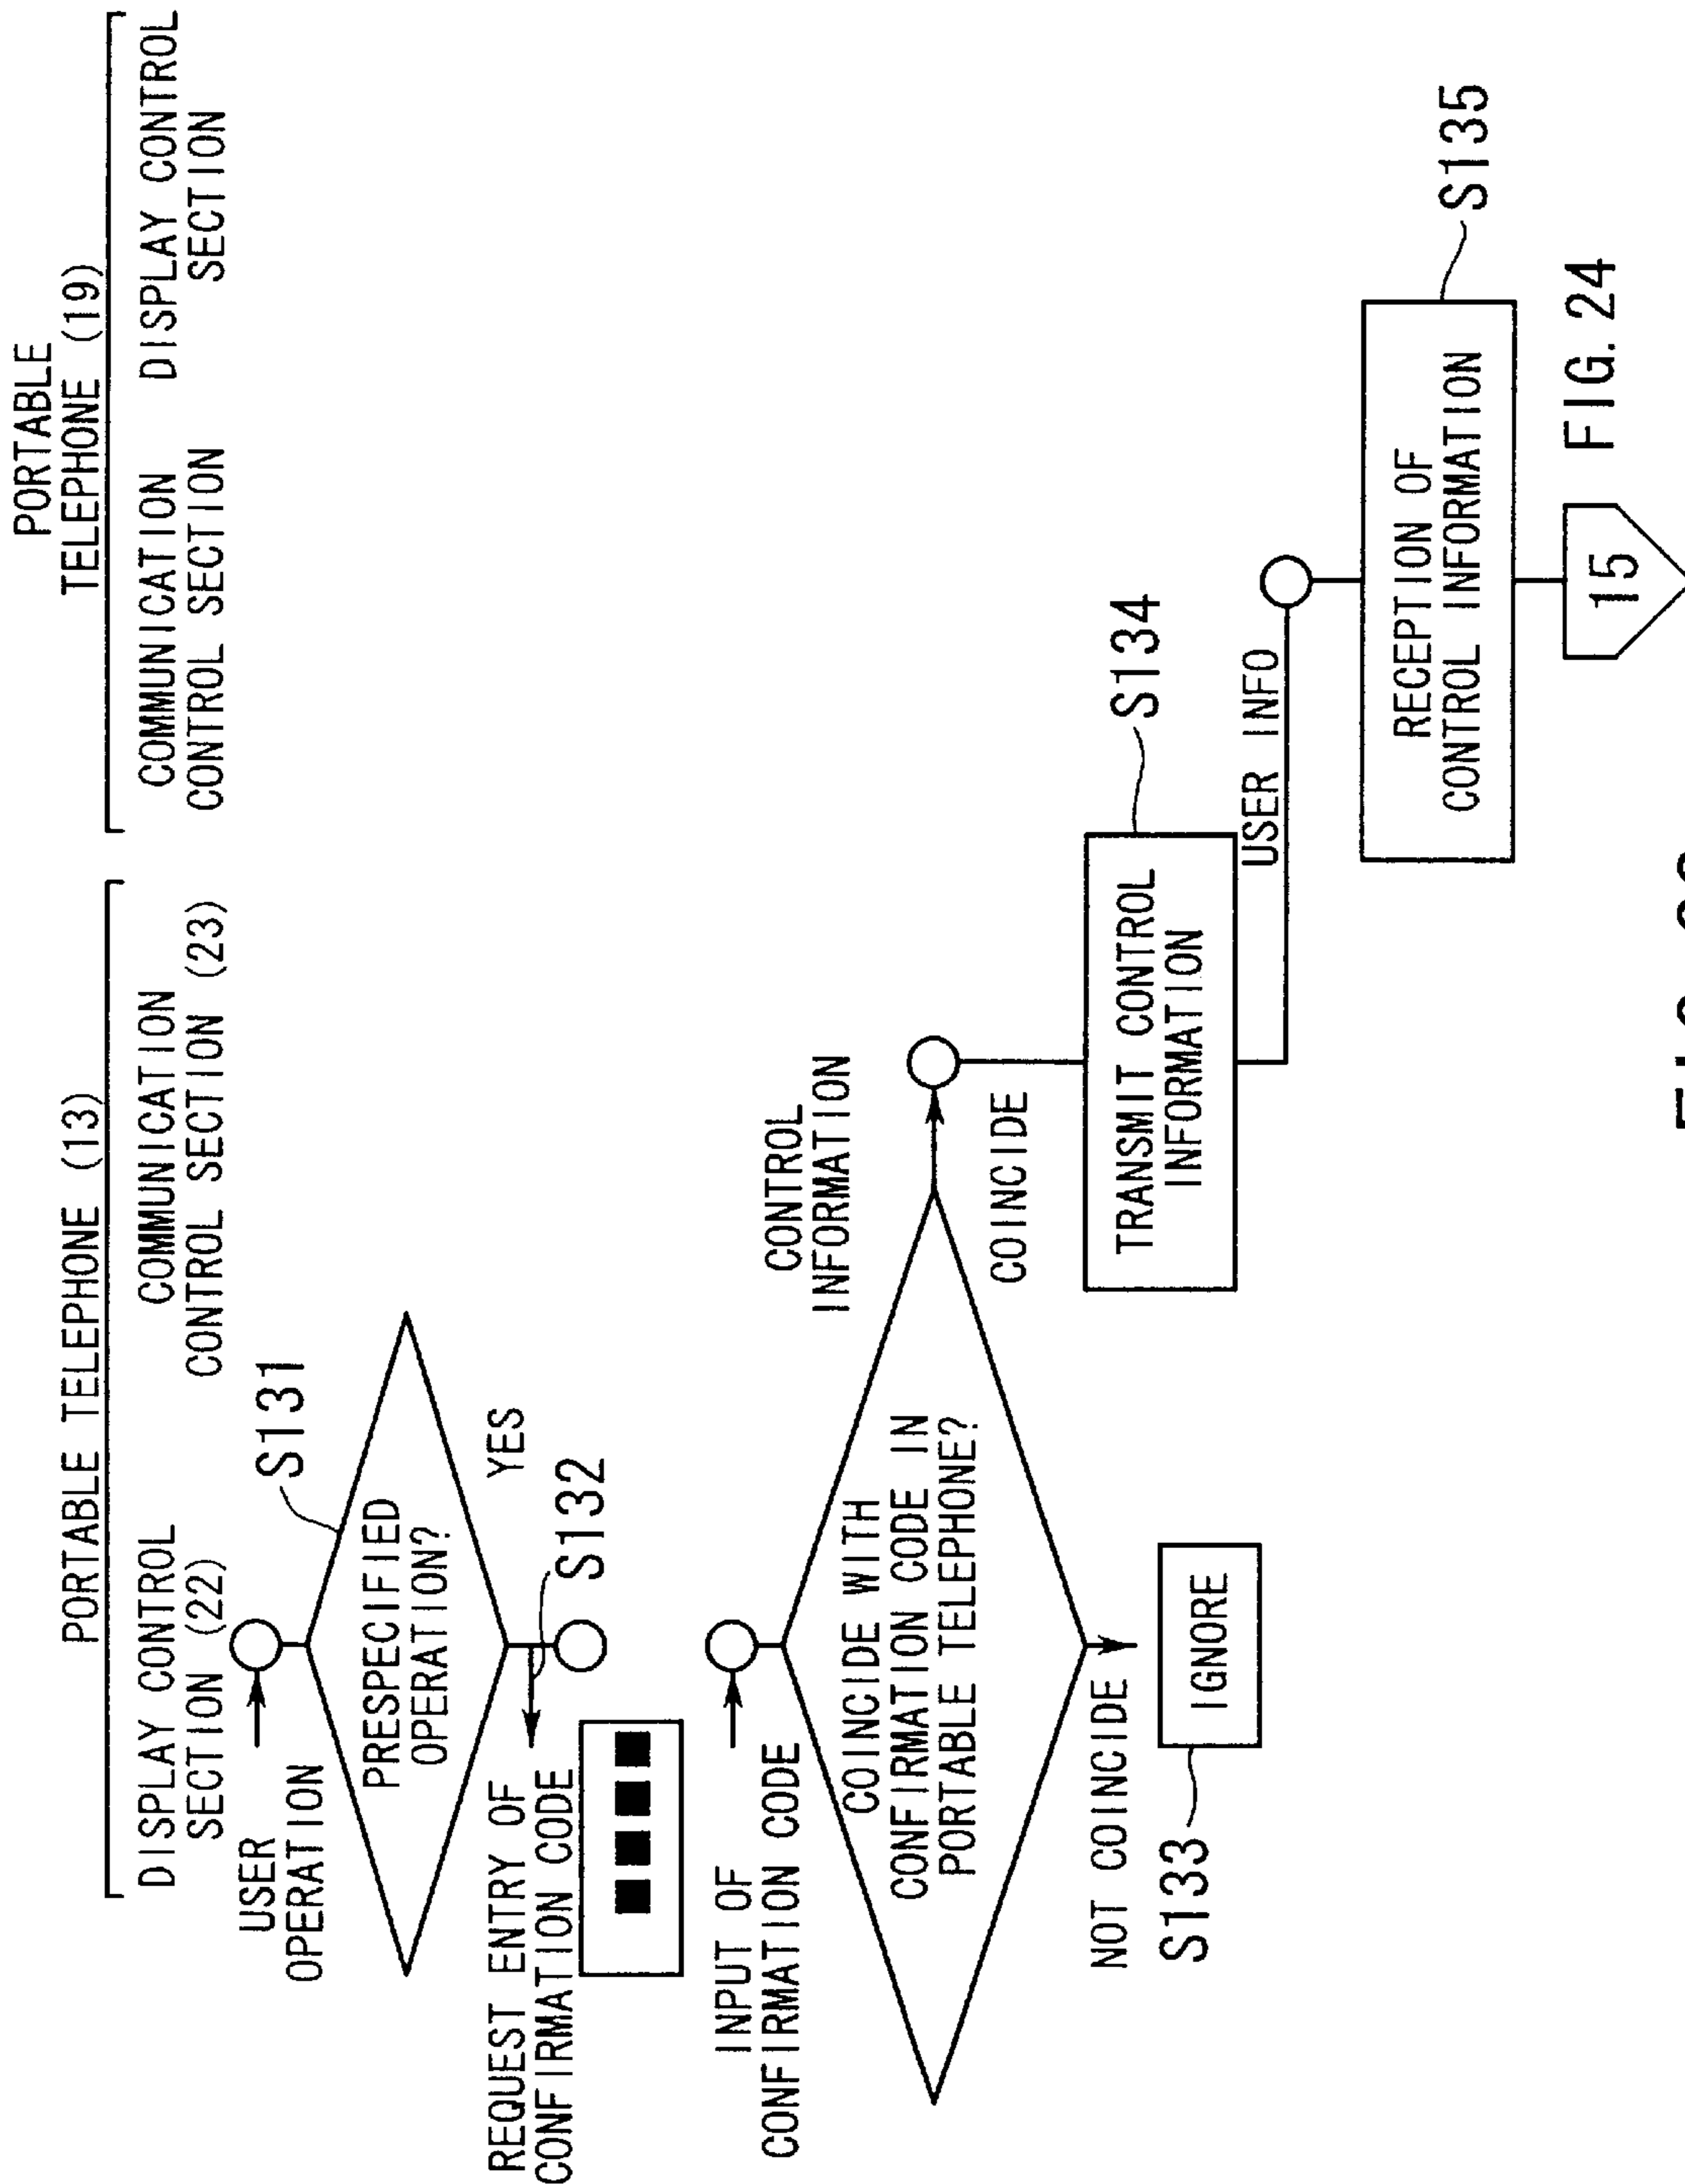 PORTABLE TELEPHONE (13)
DISPLAY CONTROL
SECTION (22)
COMMUNICATION
CONTROL SECTION (23)
PORTABLE
TELEPHONE (19)
COMMUNICATION
CONTROL SECTION
DISPLAY CONTROL
SECTION
USER
OPERATION
S131
PRESPECIFIED
OPERATION?
YES
REQUEST ENTRY OF
CONFIRMATION CODE
S132
INPUT OF
CONFIRMATION CODE
COINCIDE WITH
CONFIRMATION CODE IN
PORTABLE TELEPHONE?
CONTROL
INFORMATION
COINCIDE
NOT COINCIDE
S133
IGNORE
TRANSMIT CONTROL
INFORMATION
S134
USER INFO
RECEPTION OF
CONTROL INFORMATION
S135
15
FIG. 24